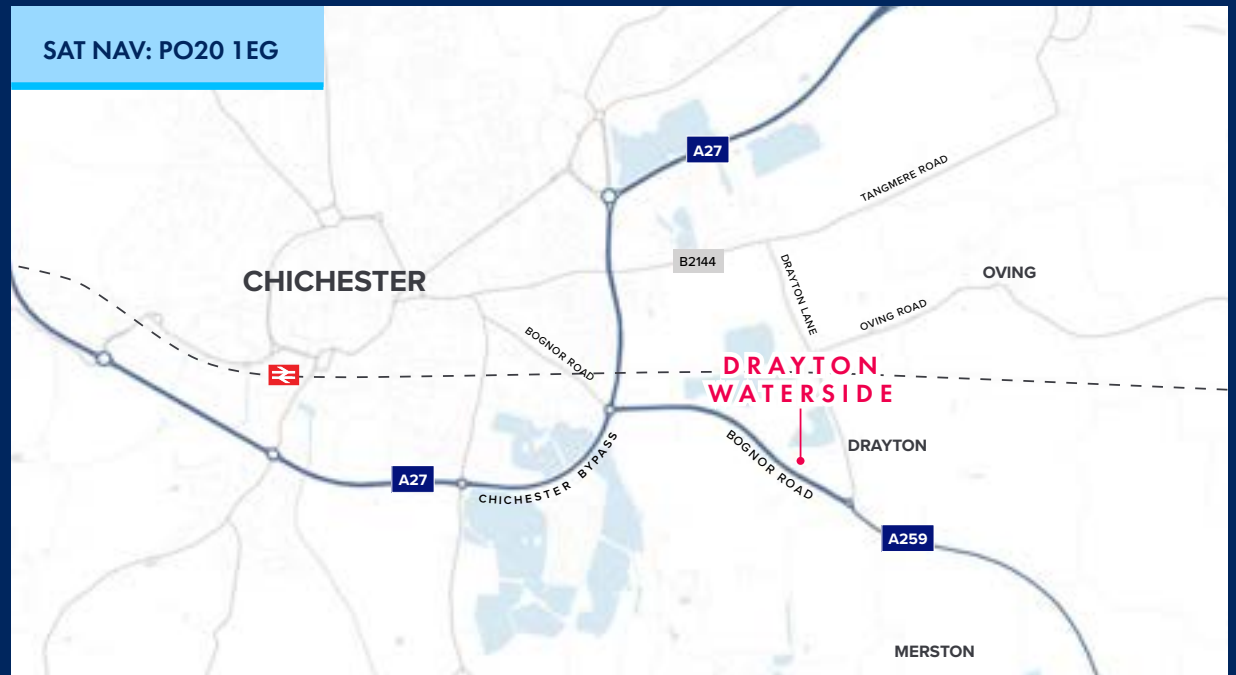 SAT NAV: PO20 1EG
A27
TANGMERE ROAD
B2144
DRAYTON LANE
OVING
CHICHESTER
OVING ROAD
BOGNOR ROAD
DRAYTON
WATERSIDE
DRAYTON
BOGNOR ROAD
A27
CHICHESTER BYPASS
A259
MERSTON